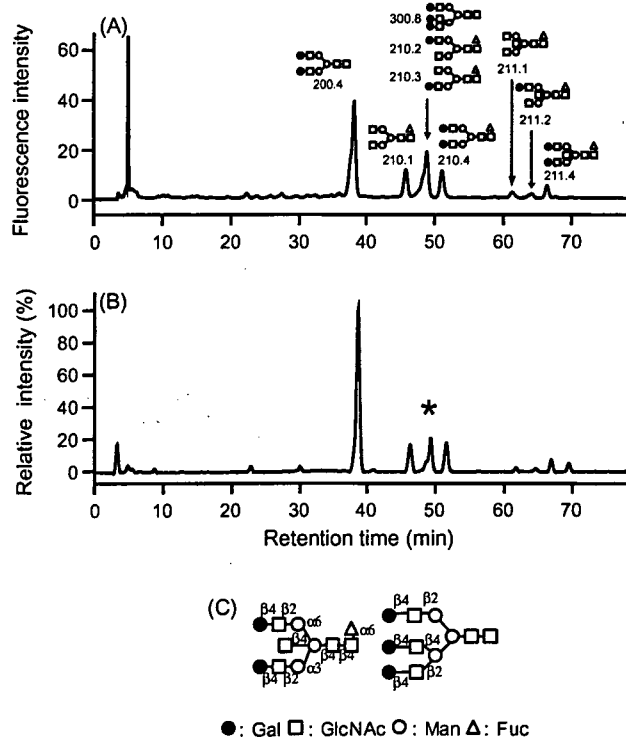 (A)
Fluorescence intensity
60
40
20
0
200.4
300.8
210.2
210.3
210.1
210.4
211.1
211.2
211.4
0 10 20 30 40 50 60 70
(B)
Relative intensity (%)
100
80
60
40
20
0
*
0 10 20 30 40 50 60 70
Retention time (min)
(C)
β4 β2 α6
β4 β4 β4 α6
β4 β2 α3
β4 β2
β4 β4
β4 β2
●: Gal □: GlcNAc ○: Man △: Fuc